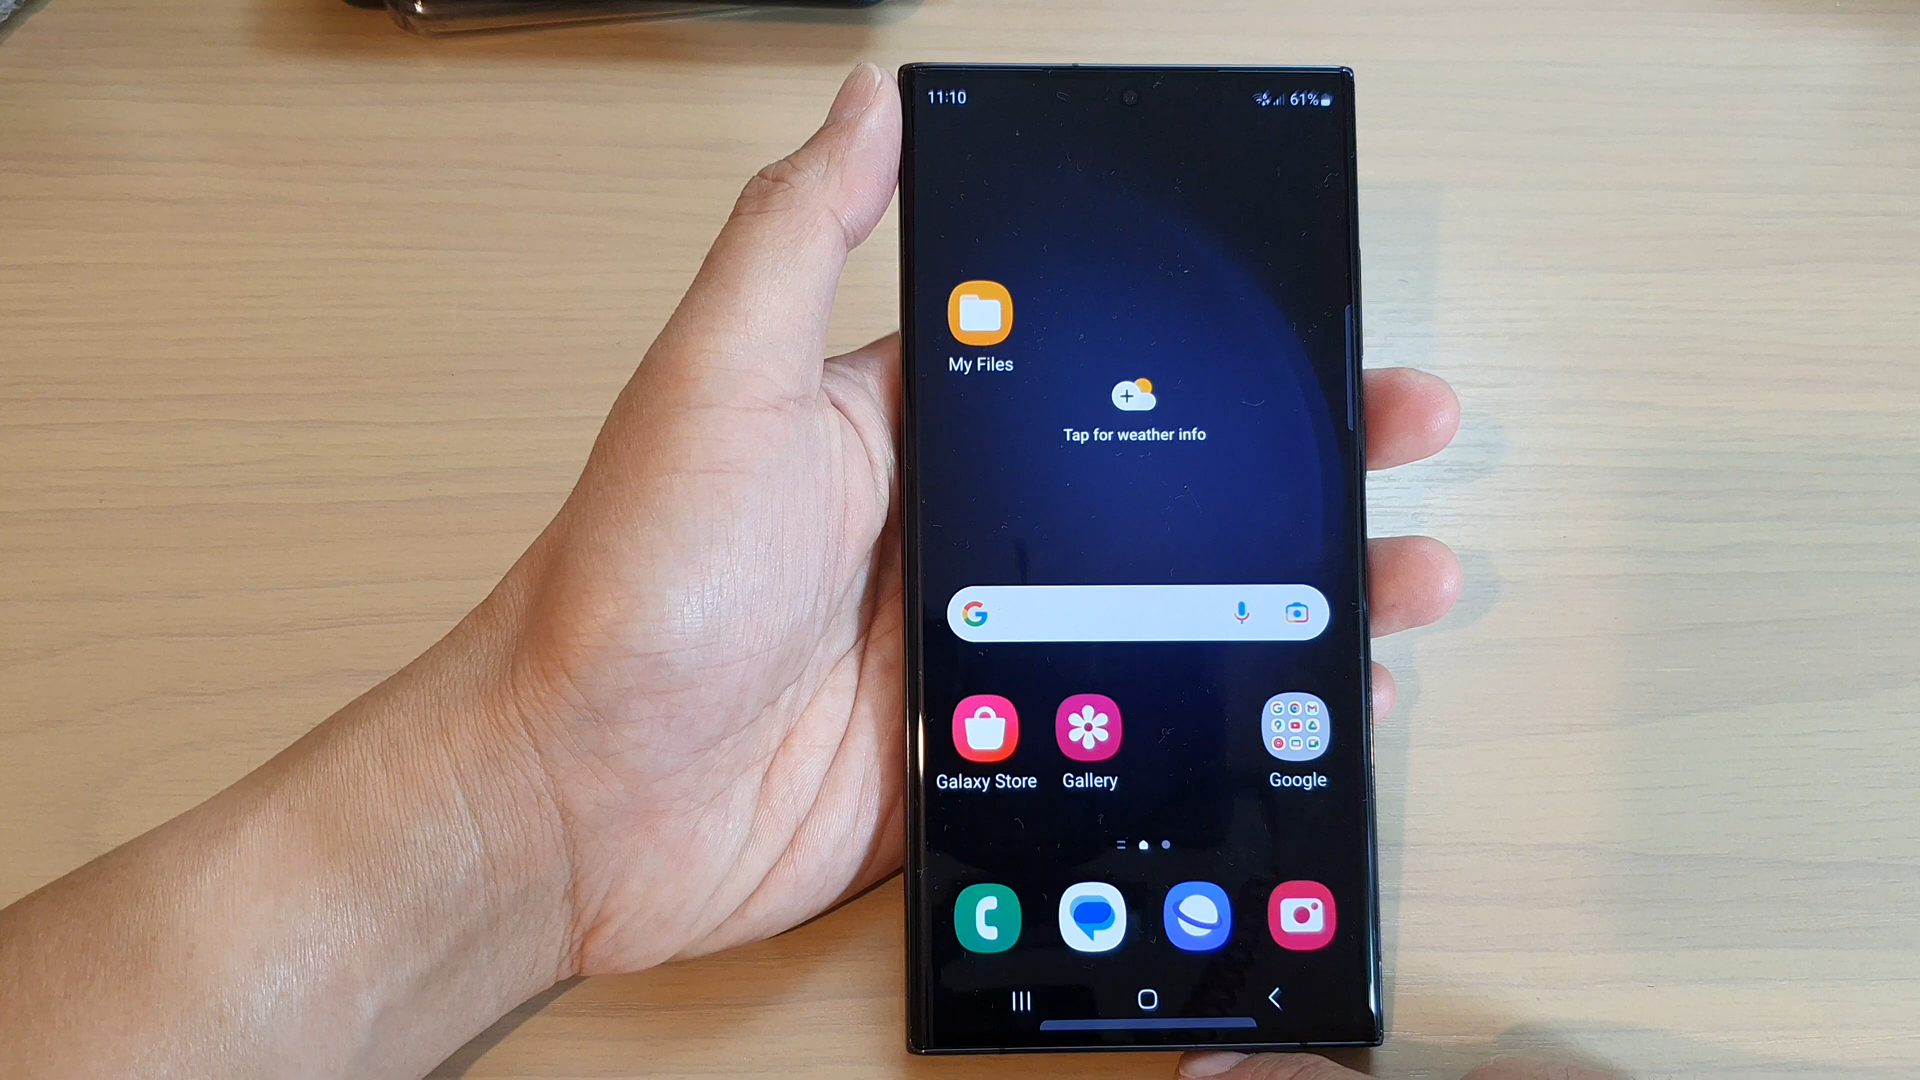 11:10
61%
My Files
Tap for weather info
G
Galaxy Store
Gallery
Google